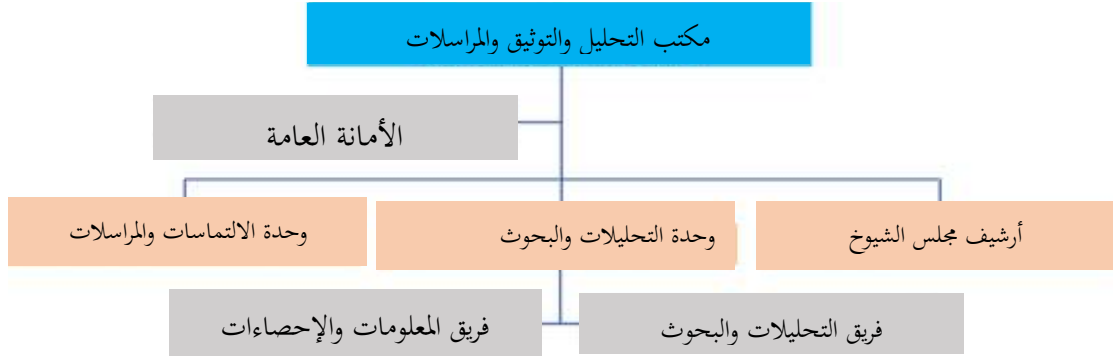 مكتب التحليل والتوثيق والمراسلات
الأمانة العامة
أرشيف مجلس الشيوخ
وحدة التحليلات والبحوث
وحدة الالتماسات والمراسلات
فريق التحليلات والبحوث
فريق المعلومات والإحصاءات